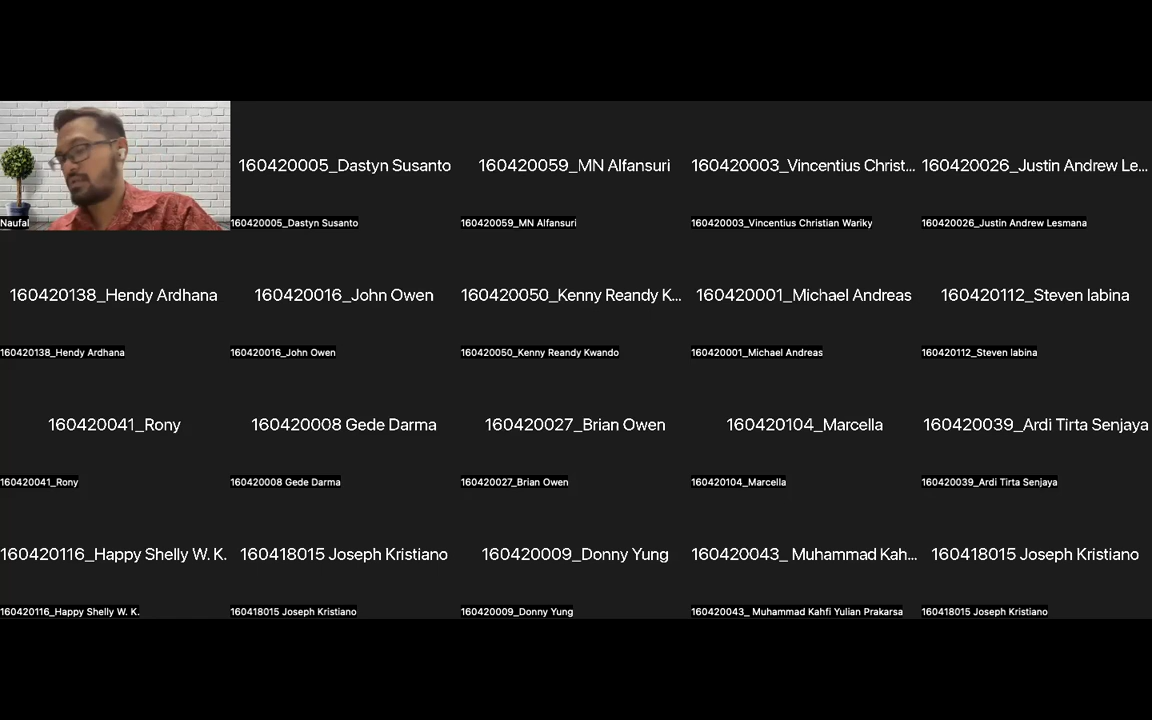 160420005_Dastyn Susanto
160420059_MN Alfansuri
160420003_Vincentius Christ...
160420026_Justin Andrew Le...
Naufal
160420005_Dastyn Susanto
160420059_MN Alfansuri
160420003_Vincentius Christian Wariky
160420026_Justin Andrew Lesmana
160420138_Hendy Ardhana
160420016_John Owen
160420050_Kenny Reandy K...
160420001_Michael Andreas
160420112_Steven Iabina
160420138_Hendy Ardhana
160420016_John Owen
160420050_Kenny Reandy Kwando
160420001_Michael Andreas
160420112_Steven Iabina
160420041_Rony
160420008 Gede Darma
160420027_Brian Owen
160420104_Marcella
160420039_Ardi Tirta Senjaya
160420041_Rony
160420008 Gede Darma
160420027_Brian Owen
160420104_Marcella
160420039_Ardi Tirta Senjaya
160420116_Happy Shelly W. K.
160418015 Joseph Kristiano
160420009_Donny Yung
160420043_ Muhammad Kah...
160418015 Joseph Kristiano
160420116_Happy Shelly W. K.
160418015 Joseph Kristiano
160420009_Donny Yung
160420043_ Muhammad Kahfi Yulian Prakarsa
160418015 Joseph Kristiano